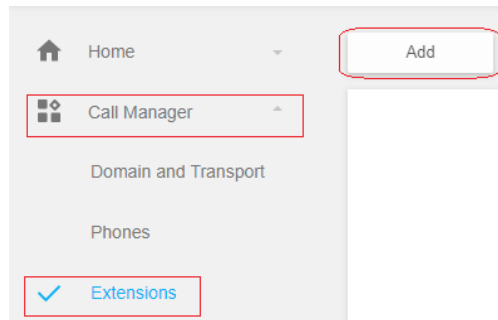 Home
Add
Call Manager
Domain and Transport
Phones
Extensions